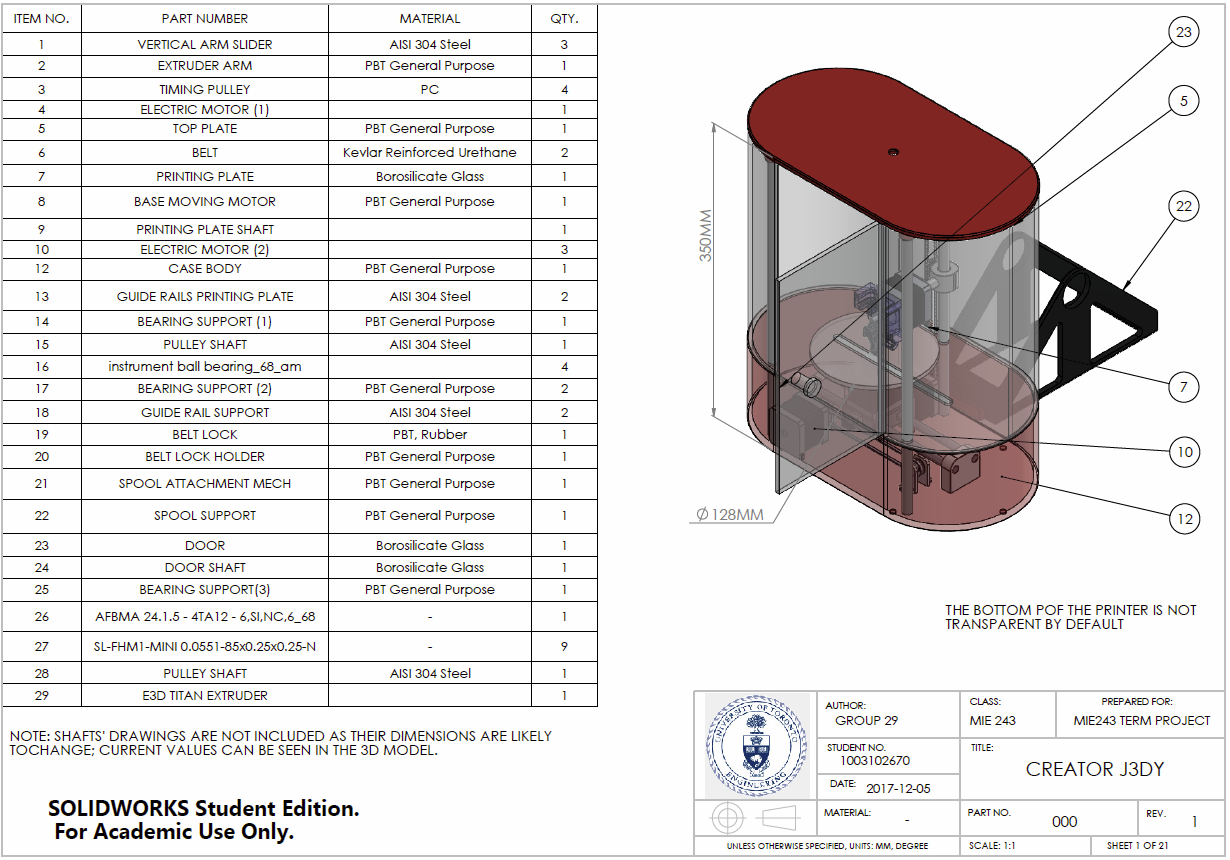 ITEM NO. PART NUMBER MATERIAL QTY.
1 VERTICAL ARM SLIDER AISI 304 Steel 3
2 EXTRUDER ARM PBT General Purpose 1
3 TIMING PULLEY PC 4
4 ELECTRIC MOTOR (1) 1
5 TOP PLATE PBT General Purpose 1
6 BELT Kevlar Reinforced Urethane 2
7 PRINTING PLATE Borosilicate Glass 1
8 BASE MOVING MOTOR PBT General Purpose 1
9 PRINTING PLATE SHAFT 1
10 ELECTRIC MOTOR (2) 3
12 CASE BODY PBT General Purpose 1
13 GUIDE RAILS PRINTING PLATE AISI 304 Steel 2
14 BEARING SUPPORT (1) PBT General Purpose 1
15 PULLEY SHAFT AISI 304 Steel 1
16 instrument ball bearing_68_am 4
17 BEARING SUPPORT (2) PBT General Purpose 2
18 GUIDE RAIL SUPPORT AISI 304 Steel 2
19 BELT LOCK PBT, Rubber 1
20 BELT LOCK HOLDER PBT General Purpose 1
21 SPOOL ATTACHMENT MECH PBT General Purpose 1
22 SPOOL SUPPORT PBT General Purpose 1
23 DOOR Borosilicate Glass 1
24 DOOR SHAFT Borosilicate Glass 1
25 BEARING SUPPORT(3) PBT General Purpose 1
26 AFBMA 24.1.5 - 4TA12 - 6,SI,NC,6_68 - 1
27 SL-FHM1-MINI 0.0551-85x0.25x0.25-N - 9
28 PULLEY SHAFT AISI 304 Steel 1
29 E3D TITAN EXTRUDER 1
NOTE: SHAFTS' DRAWINGS ARE NOT INCLUDED AS THEIR DIMENSIONS ARE LIKELY
TOCHANGE; CURRENT VALUES CAN BE SEEN IN THE 3D MODEL.
SOLIDWORKS Student Edition.
For Academic Use Only.
23
5
22
350MM
7
10
Ø128MM
12
THE BOTTOM POF THE PRINTER IS NOT
TRANSPARENT BY DEFAULT
UNIVERSITY OF TORONTO
ENGINEERING
AUTHOR:
GROUP 29
CLASS:
MIE 243
PREPARED FOR:
MIE243 TERM PROJECT
STUDENT NO.
1003102670
DATE: 2017-12-05
TITLE:
CREATOR J3DY
MATERIAL: -
PART NO. 000
REV. 1
UNLESS OTHERWISE SPECIFIED, UNITS: MM, DEGREE
SCALE: 1:1
SHEET 1 OF 21